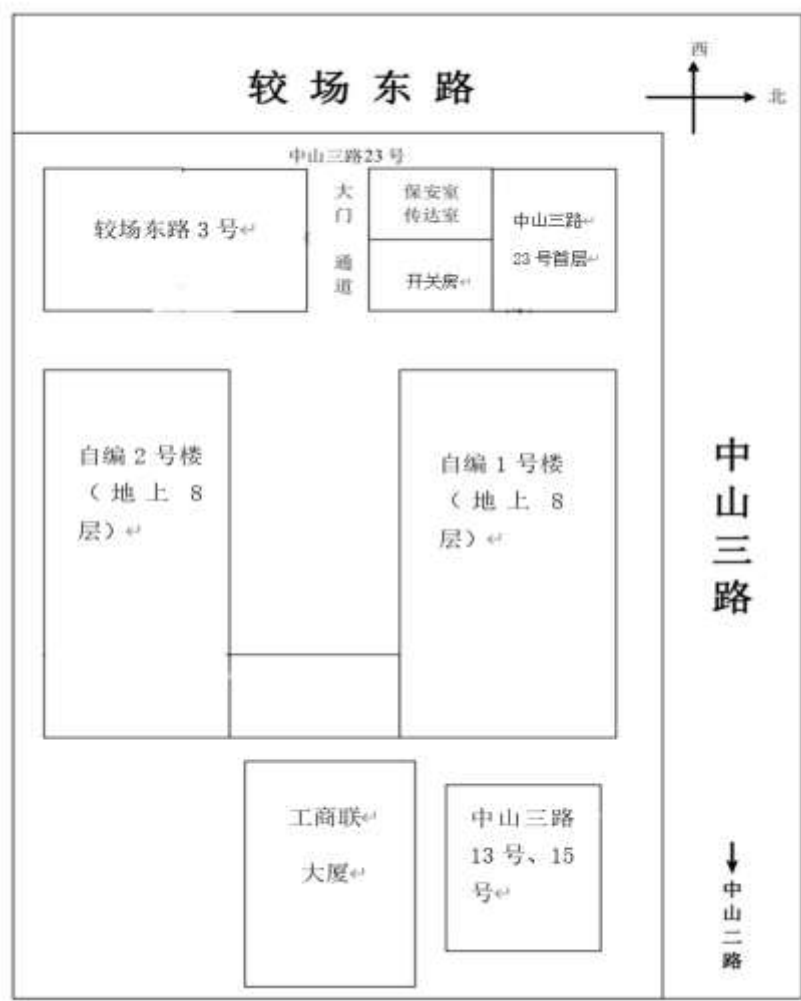 西
北
较场东路
中山三路23号
较场东路3号↵
大
门
通
道
保安室
传达室
开关房↵
中山三路↵
23号首层↵
自编2号楼
（地上8
层）↵
自编1号楼
（地上8
层）↵
中
山
三
路
工商联↵
大厦↵
中山三路
13号、15
号↵
中
山
二
路